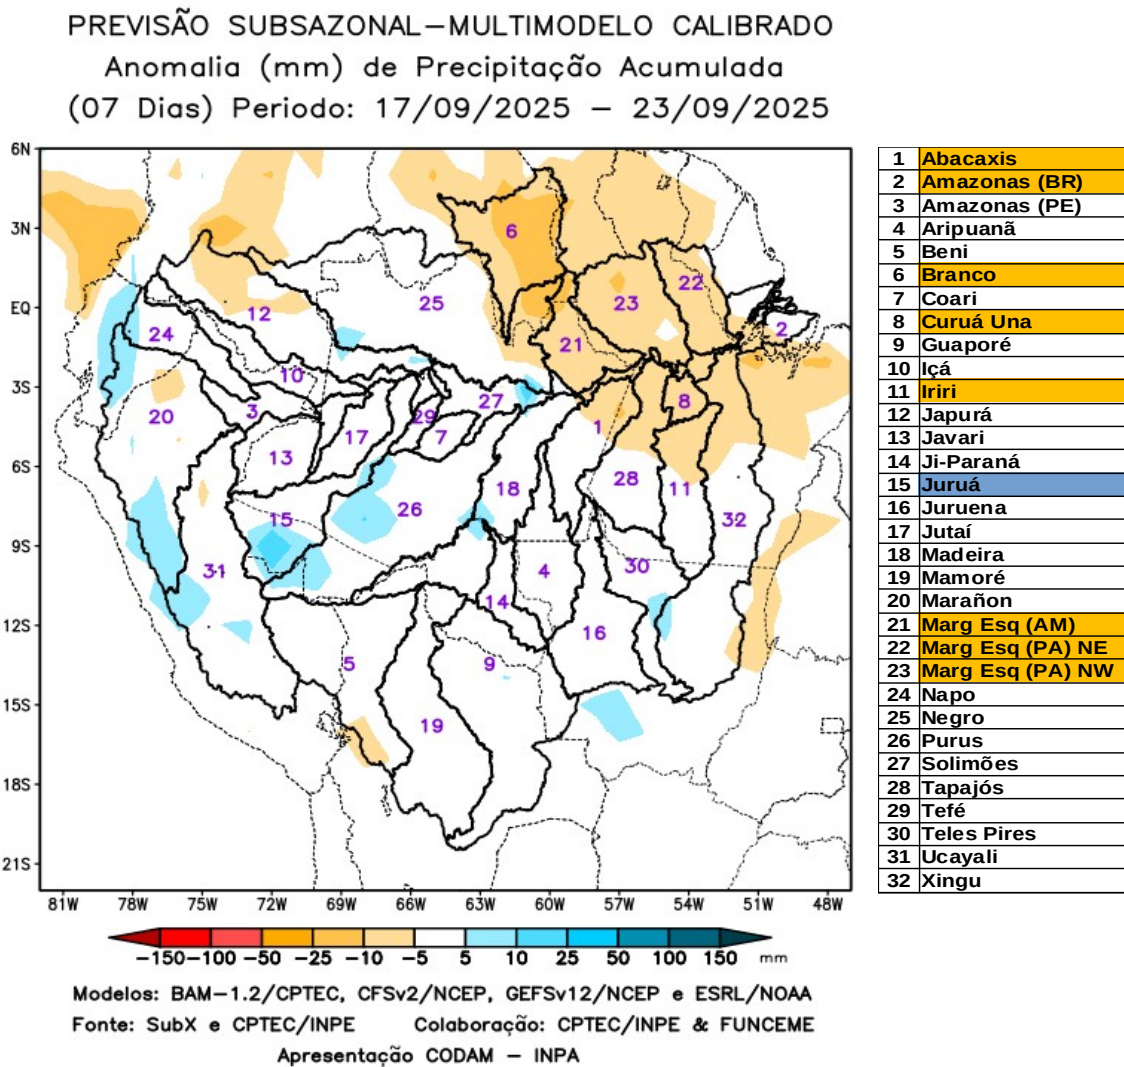 PREVISÃO SUBSAZONAL-MULTIMODELO CALIBRADO
Anomalia (mm) de Precipitação Acumulada
(07 Dias) Periodo: 17/09/2025 - 23/09/2025
6N
3N
EQ
3S
6S
9S
12S
15S
18S
21S
81W 78W 75W 72W 69W 66W 63W 60W 57W 54W 51W 48W
6
22
23
25
12
2
24
21
10
27
8
3
20
29
1
17
7
13
28
11
18
26
15
32
31
4
30
14
16
5
9
19
1 Abacaxis
2 Amazonas (BR)
3 Amazonas (PE)
4 Aripuanã
5 Beni
6 Branco
7 Coari
8 Curuá Una
9 Guaporé
10 Içá
11 Iriri
12 Japurá
13 Javari
14 Ji-Paraná
15 Juruá
16 Juruena
17 Jutaí
18 Madeira
19 Mamoré
20 Marañon
21 Marg Esq (AM)
22 Marg Esq (PA) NE
23 Marg Esq (PA) NW
24 Napo
25 Negro
26 Purus
27 Solimões
28 Tapajós
29 Tefé
30 Teles Pires
31 Ucayali
32 Xingu
-150 -100 -50 -25 -10 -5 5 10 25 50 100 150 mm
Modelos: BAM-1.2/CPTEC, CFSv2/NCEP, GEFSv12/NCEP e ESRL/NOAA
Fonte: SubX e CPTEC/INPE Colaboração: CPTEC/INPE & FUNCEME
Apresentação CODAM - INPA